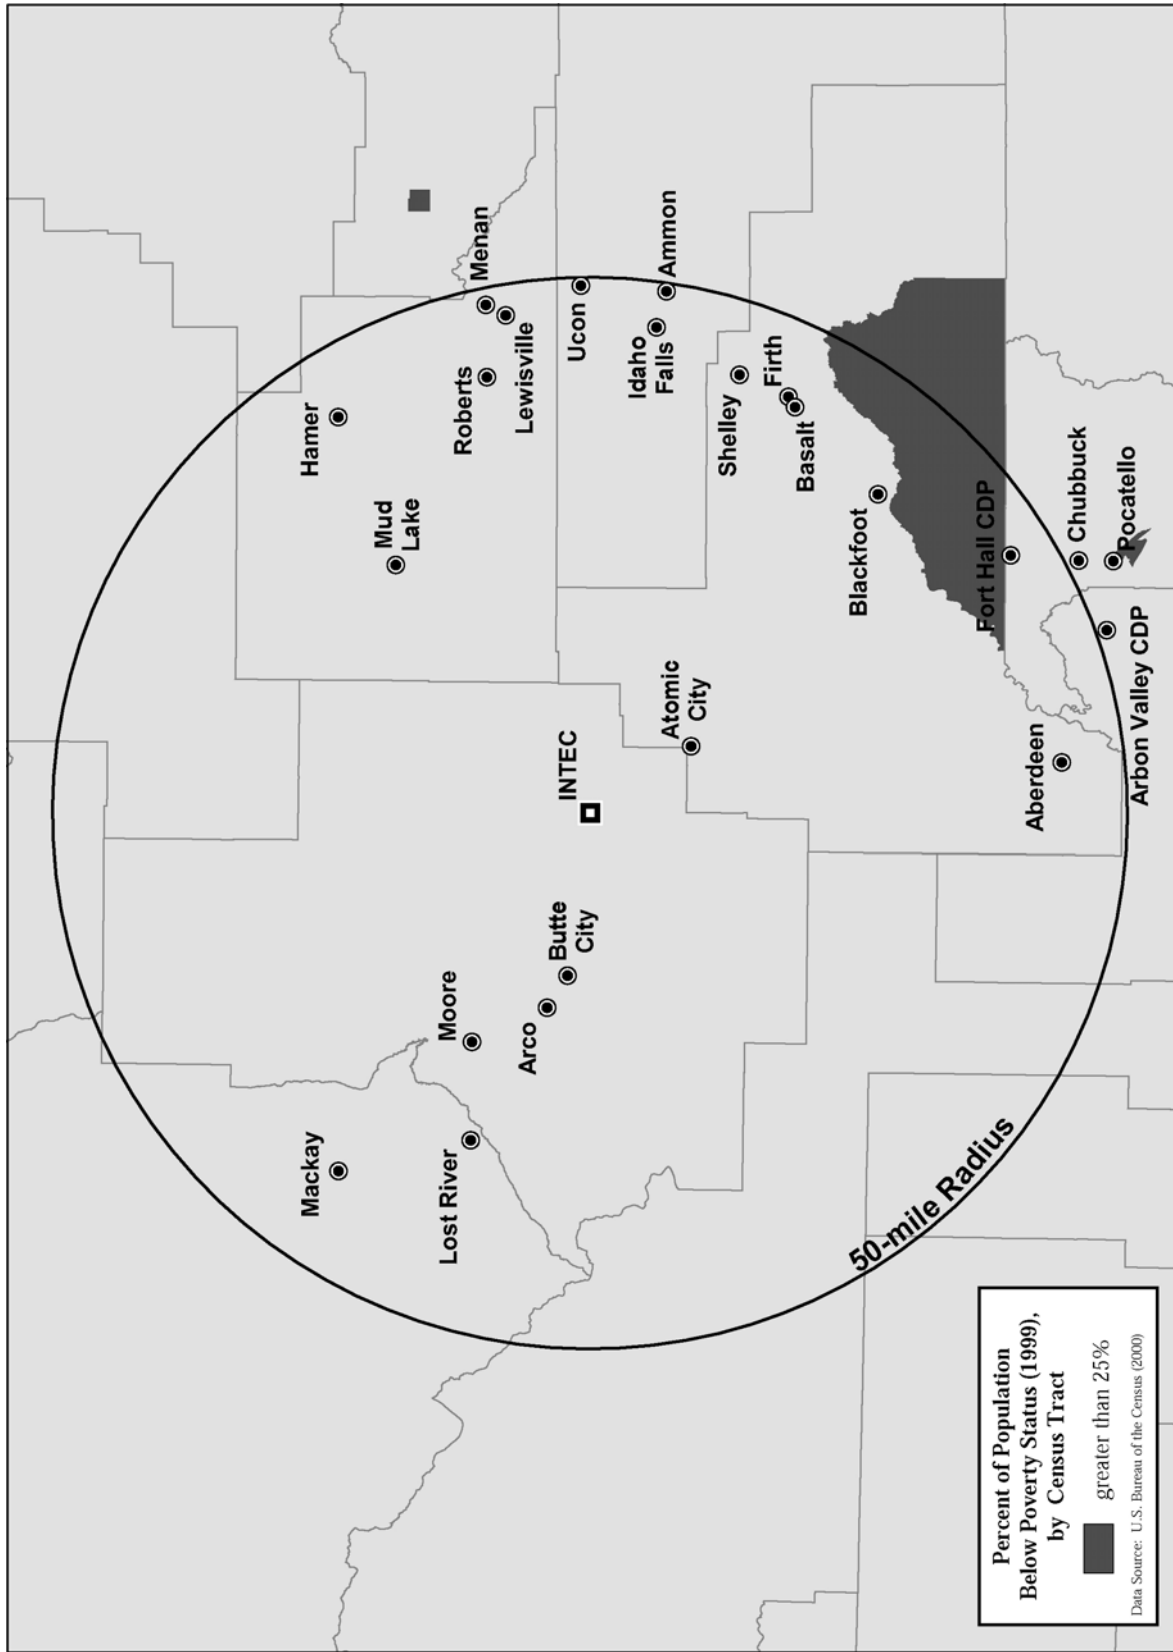 Mackay
Lost River
Moore
Arco
Butte
City
INTEC
Atomic
City
Mud
Lake
Hamer
Roberts
Lewisville
Menan
Ucon
Idaho
Falls
Ammon
Shelley
Firth
Basalt
Blackfoot
Fort Hall CDP
Chubbuck
Pocatello
Arbon Valley CDP
Aberdeen
50-mile Radius
Percent of Population
Below Poverty Status (1999),
by Census Tract
greater than 25%
Data Source: U.S. Bureau of the Census (2000)